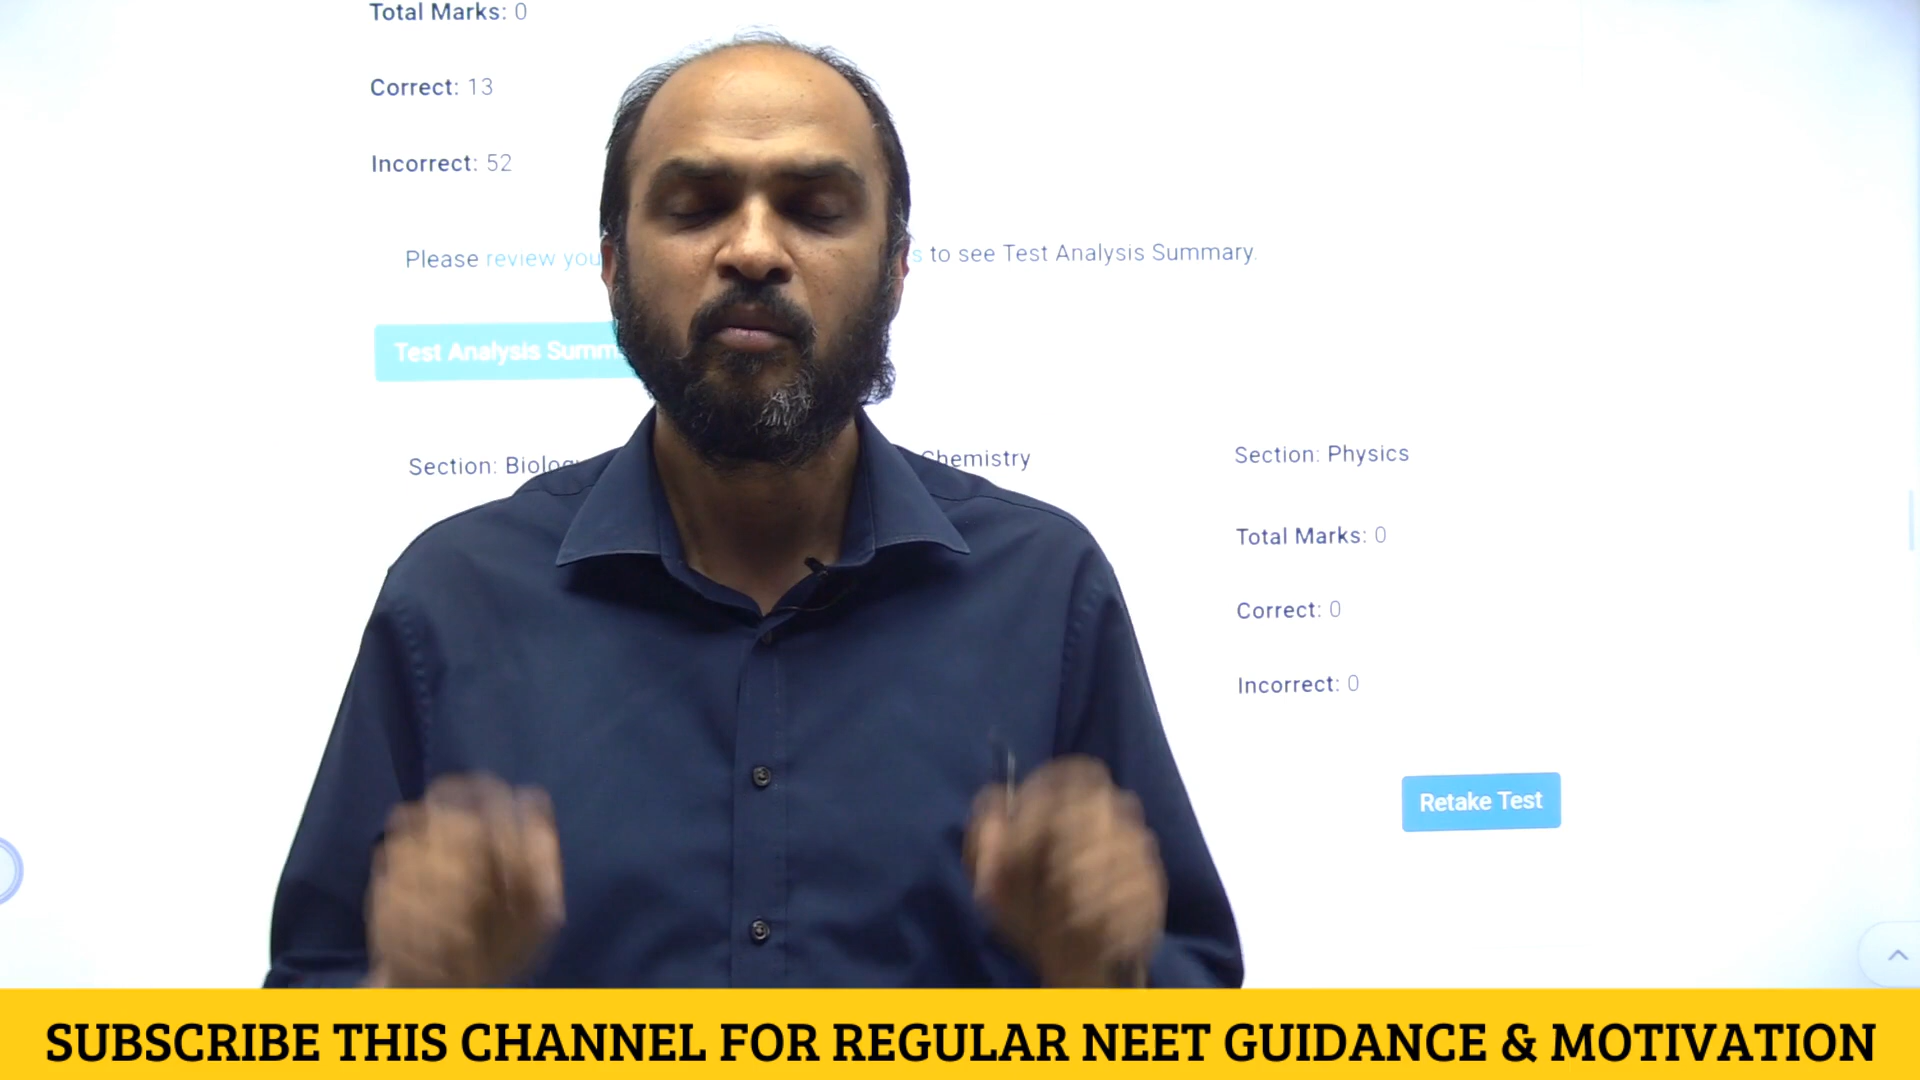 Total Marks: 0
Correct: 13
Incorrect: 52
Please review you s to see Test Analysis Summary.
Test Analysis Summ
Section: Biology
Chemistry
Section: Physics
Total Marks: 0
Correct: 0
Incorrect: 0
Retake Test
SUBSCRIBE THIS CHANNEL FOR REGULAR NEET GUIDANCE & MOTIVATION